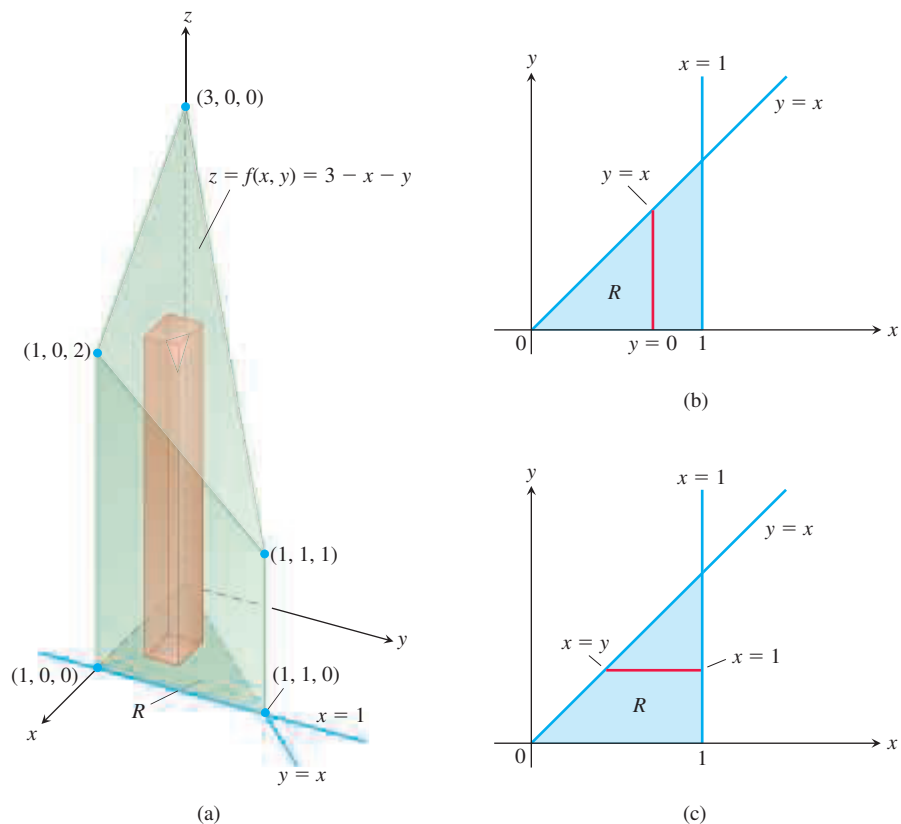 z
(3, 0, 0)
z = f(x, y) = 3 − x − y
(1, 0, 2)
(1, 1, 1)
y
(1, 0, 0)
(1, 1, 0)
R
x = 1
x
y = x
(a)
y
x = 1
y = x
y = x
R
x
0
y = 0
1
(b)
y
x = 1
y = x
x = y
x = 1
R
x
0
1
(c)